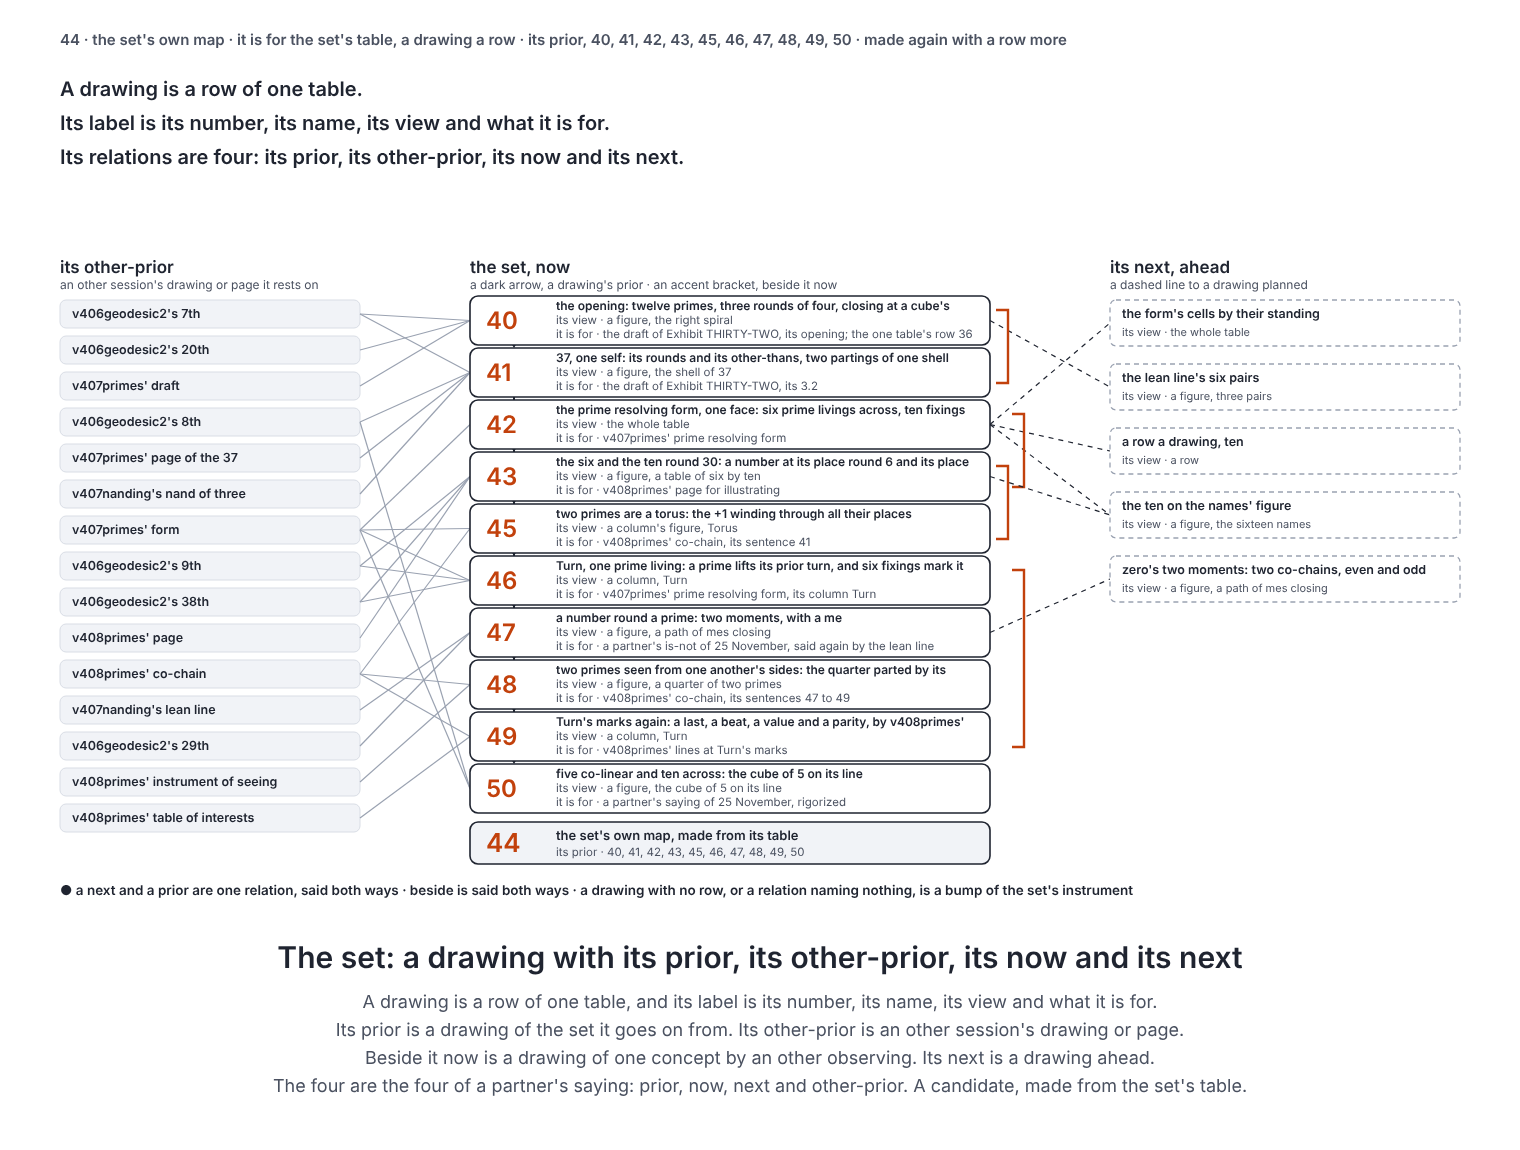 44 · the set's own map · it is for the set's table, a drawing a row · its prior, 40, 41, 42, 43, 45, 46, 47, 48, 49, 50 · made again with a row more
A drawing is a row of one table.
Its label is its number, its name, its view and what it is for.
Its relations are four: its prior, its other-prior, its now and its next.
its other-prior
an other session's drawing or page it rests on
v406geodesic2's 7th
v406geodesic2's 20th
v407primes' draft
v406geodesic2's 8th
v407primes' page of the 37
v407nanding's nand of three
v407primes' form
v406geodesic2's 9th
v406geodesic2's 38th
v408primes' page
v408primes' co-chain
v407nanding's lean line
v406geodesic2's 29th
v408primes' instrument of seeing
v408primes' table of interests
the set, now
a dark arrow, a drawing's prior · an accent bracket, beside it now
40
the opening: twelve primes, three rounds of four, closing at a cube's
its view · a figure, the right spiral
it is for · the draft of Exhibit THIRTY-TWO, its opening; the one table's row 36
41
37, one self: its rounds and its other-thans, two partings of one shell
its view · a figure, the shell of 37
it is for · the draft of Exhibit THIRTY-TWO, its 3.2
42
the prime resolving form, one face: six prime livings across, ten fixings
its view · the whole table
it is for · v407primes' prime resolving form
43
the six and the ten round 30: a number at its place round 6 and its place
its view · a figure, a table of six by ten
it is for · v408primes' page for illustrating
45
two primes are a torus: the +1 winding through all their places
its view · a column's figure, Torus
it is for · v408primes' co-chain, its sentence 41
46
Turn, one prime living: a prime lifts its prior turn, and six fixings mark it
its view · a column, Turn
it is for · v407primes' prime resolving form, its column Turn
47
a number round a prime: two moments, with a me
its view · a figure, a path of mes closing
it is for · a partner's is-not of 25 November, said again by the lean line
48
two primes seen from one another's sides: the quarter parted by its
its view · a figure, a quarter of two primes
it is for · v408primes' co-chain, its sentences 47 to 49
49
Turn's marks again: a last, a beat, a value and a parity, by v408primes'
its view · a column, Turn
it is for · v408primes' lines at Turn's marks
50
five co-linear and ten across: the cube of 5 on its line
its view · a figure, the cube of 5 on its line
it is for · a partner's saying of 25 November, rigorized
44
the set's own map, made from its table
its prior · 40, 41, 42, 43, 45, 46, 47, 48, 49, 50
its next, ahead
a dashed line to a drawing planned
the form's cells by their standing
its view · the whole table
the lean line's six pairs
its view · a figure, three pairs
a row a drawing, ten
its view · a row
the ten on the names' figure
its view · a figure, the sixteen names
zero's two moments: two co-chains, even and odd
its view · a figure, a path of mes closing
● a next and a prior are one relation, said both ways · beside is said both ways · a drawing with no row, or a relation naming nothing, is a bump of the set's instrument
The set: a drawing with its prior, its other-prior, its now and its next
A drawing is a row of one table, and its label is its number, its name, its view and what it is for.
Its prior is a drawing of the set it goes on from. Its other-prior is an other session's drawing or page.
Beside it now is a drawing of one concept by an other observing. Its next is a drawing ahead.
The four are the four of a partner's saying: prior, now, next and other-prior. A candidate, made from the set's table.